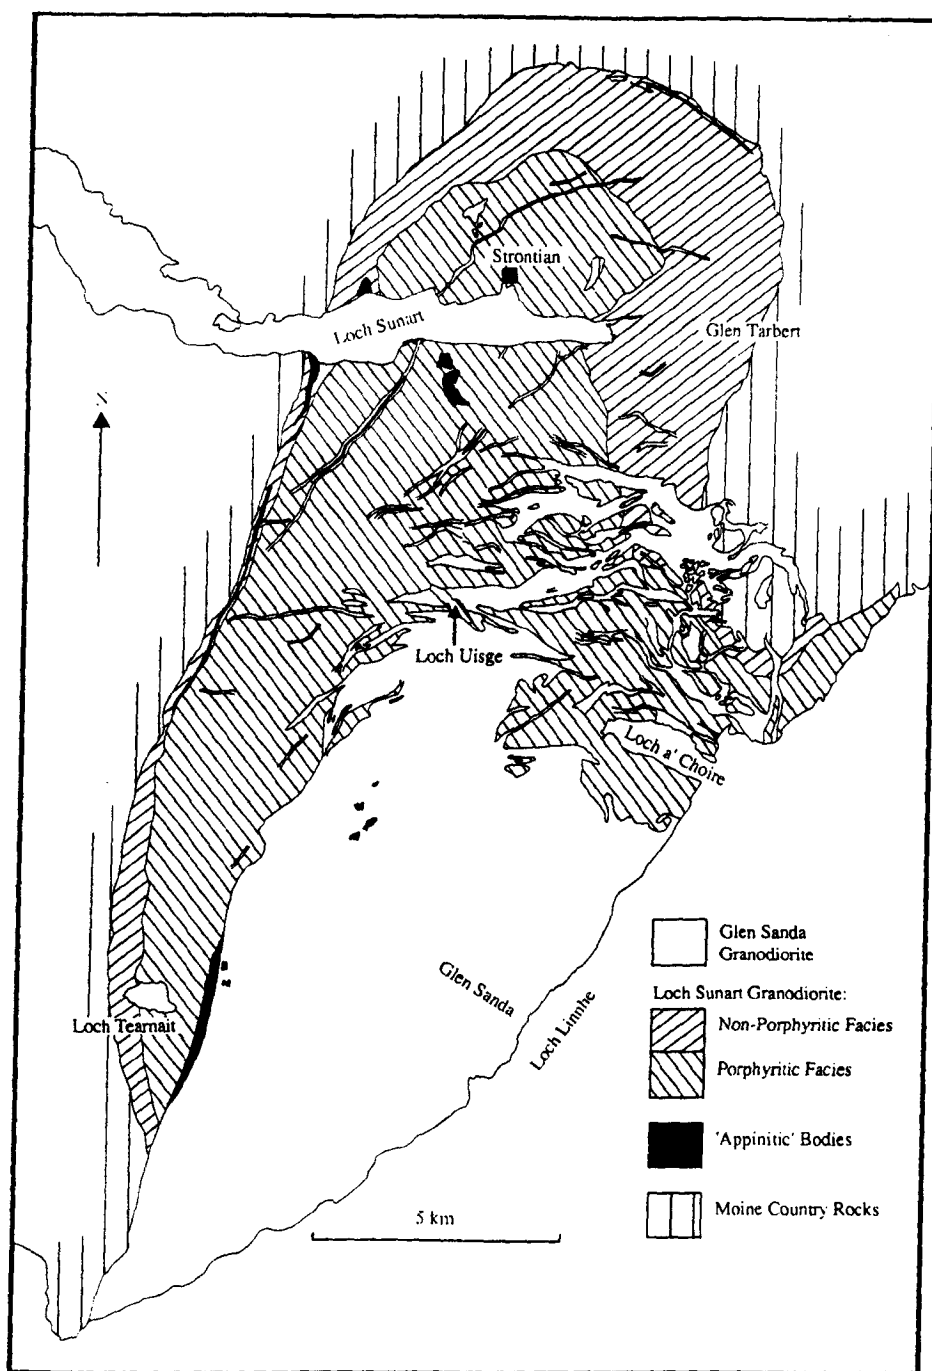 Strontian
Loch Sunart
Glen Tarbert
N
Loch Uisge
Loch a' Choire
Glen Sanda
Granodiorite
Glen Sanda
Loch Linnhe
Loch Sunart Granodiorite:
Loch Tearnait
Non-Porphyritic Facies
Porphyritic Facies
'Appinitic' Bodies
Moine Country Rocks
5 km